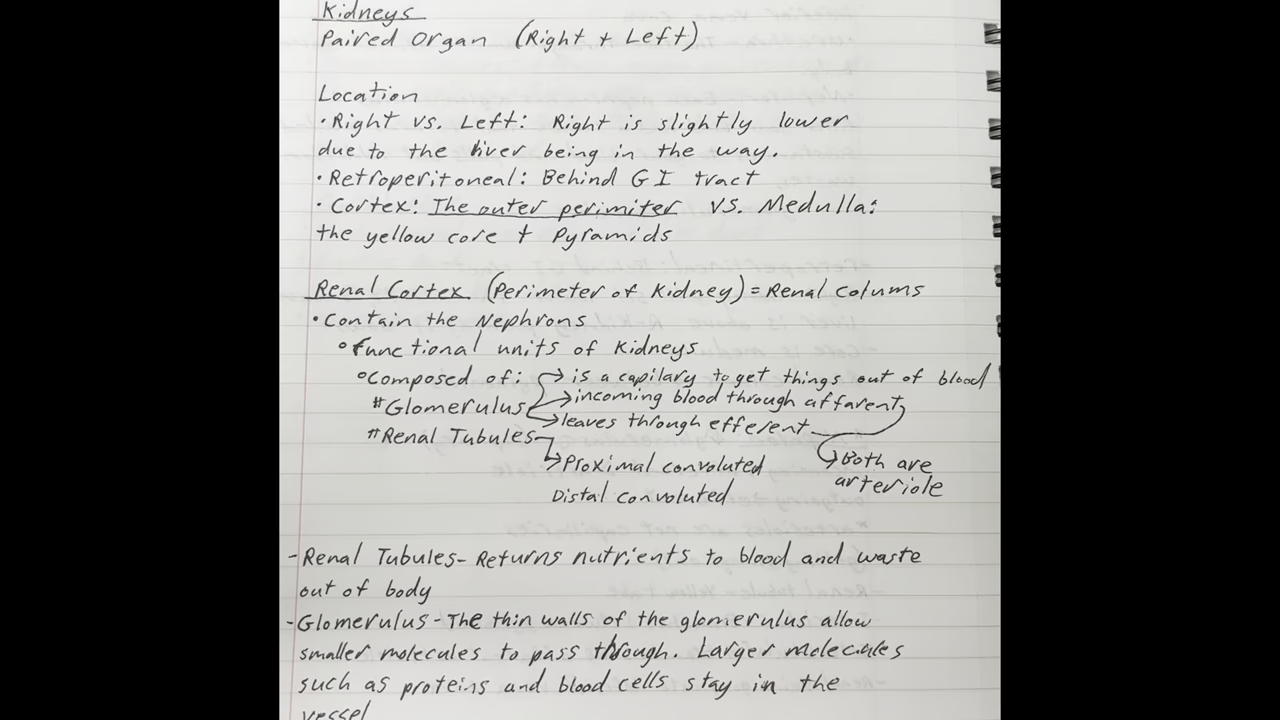 Kidneys
Paired Organ (Right + Left)
Location
• Right vs. Left: Right is slightly lower
due to the liver being in the way.
• Retroperitoneal: Behind GI tract
• Cortex: The outer perimiter vs. Medulla:
the yellow core + Pyramids
Renal Cortex (Perimeter of Kidney) = Renal colums
• Contain the Nephrons
° Functional units of Kidneys
° Composed of: → is a capilary to get things out of blood
# Glomerulus → incoming blood through affarent
→ leaves through efferent
# Renal Tubules
→ Proximal convoluted → Both are
arteriole
Distal convoluted
- Renal Tubules - Returns nutrients to blood and waste
out of body
- Glomerulus - The thin walls of the glomerulus allow
smaller molecules to pass through. Larger molecules
such as proteins and blood cells stay in the
vessel